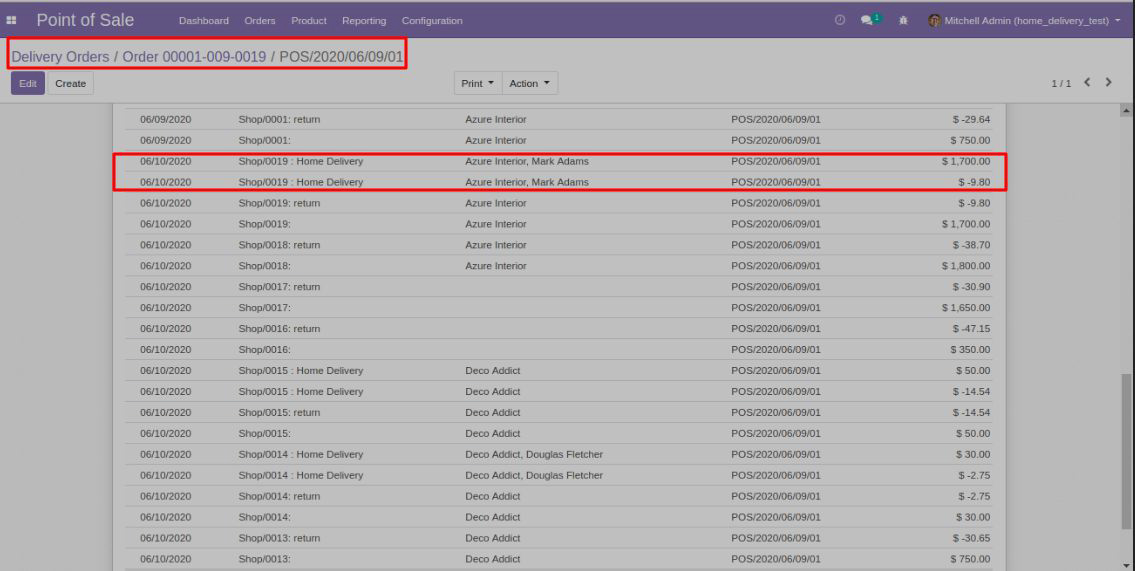 Point of Sale Dashboard Orders Product Reporting Configuration 1 Mitchell Admin (home_delivery_test)
Delivery Orders / Order 00001-009-0019 / POS/2020/06/09/01
Edit Create Print Action 1 / 1
06/09/2020 Shop/0001: return Azure Interior POS/2020/06/09/01 $ -29.64
06/09/2020 Shop/0001: Azure Interior POS/2020/06/09/01 $ 750.00
06/10/2020 Shop/0019 : Home Delivery Azure Interior, Mark Adams POS/2020/06/09/01 $ 1,700.00
06/10/2020 Shop/0019 : Home Delivery Azure Interior, Mark Adams POS/2020/06/09/01 $ -9.80
06/10/2020 Shop/0019: return Azure Interior POS/2020/06/09/01 $ -9.80
06/10/2020 Shop/0019: Azure Interior POS/2020/06/09/01 $ 1,700.00
06/10/2020 Shop/0018: return Azure Interior POS/2020/06/09/01 $ -38.70
06/10/2020 Shop/0018: Azure Interior POS/2020/06/09/01 $ 1,800.00
06/10/2020 Shop/0017: return POS/2020/06/09/01 $ -30.90
06/10/2020 Shop/0017: POS/2020/06/09/01 $ 1,650.00
06/10/2020 Shop/0016: return POS/2020/06/09/01 $ -47.15
06/10/2020 Shop/0016: POS/2020/06/09/01 $ 350.00
06/10/2020 Shop/0015 : Home Delivery Deco Addict POS/2020/06/09/01 $ 50.00
06/10/2020 Shop/0015 : Home Delivery Deco Addict POS/2020/06/09/01 $ -14.54
06/10/2020 Shop/0015: return Deco Addict POS/2020/06/09/01 $ -14.54
06/10/2020 Shop/0015: Deco Addict POS/2020/06/09/01 $ 50.00
06/10/2020 Shop/0014 : Home Delivery Deco Addict, Douglas Fletcher POS/2020/06/09/01 $ 30.00
06/10/2020 Shop/0014 : Home Delivery Deco Addict, Douglas Fletcher POS/2020/06/09/01 $ -2.75
06/10/2020 Shop/0014: return Deco Addict POS/2020/06/09/01 $ -2.75
06/10/2020 Shop/0014: Deco Addict POS/2020/06/09/01 $ 30.00
06/10/2020 Shop/0013: return Deco Addict POS/2020/06/09/01 $ -30.65
06/10/2020 Shop/0013: Deco Addict POS/2020/06/09/01 $ 750.00